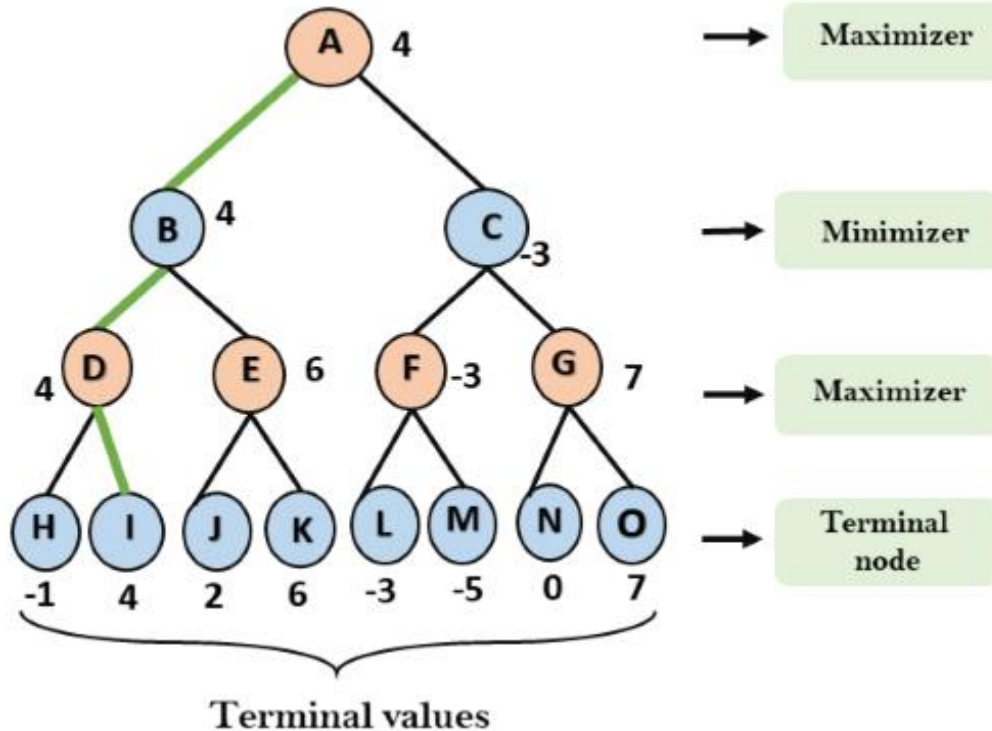 A 4 Maximizer
B 4 C -3 Minimizer
D 4 E 6 F -3 G 7 Maximizer
H I J K L M N O Terminal
node
-1 4 2 6 -3 -5 0 7
Terminal values